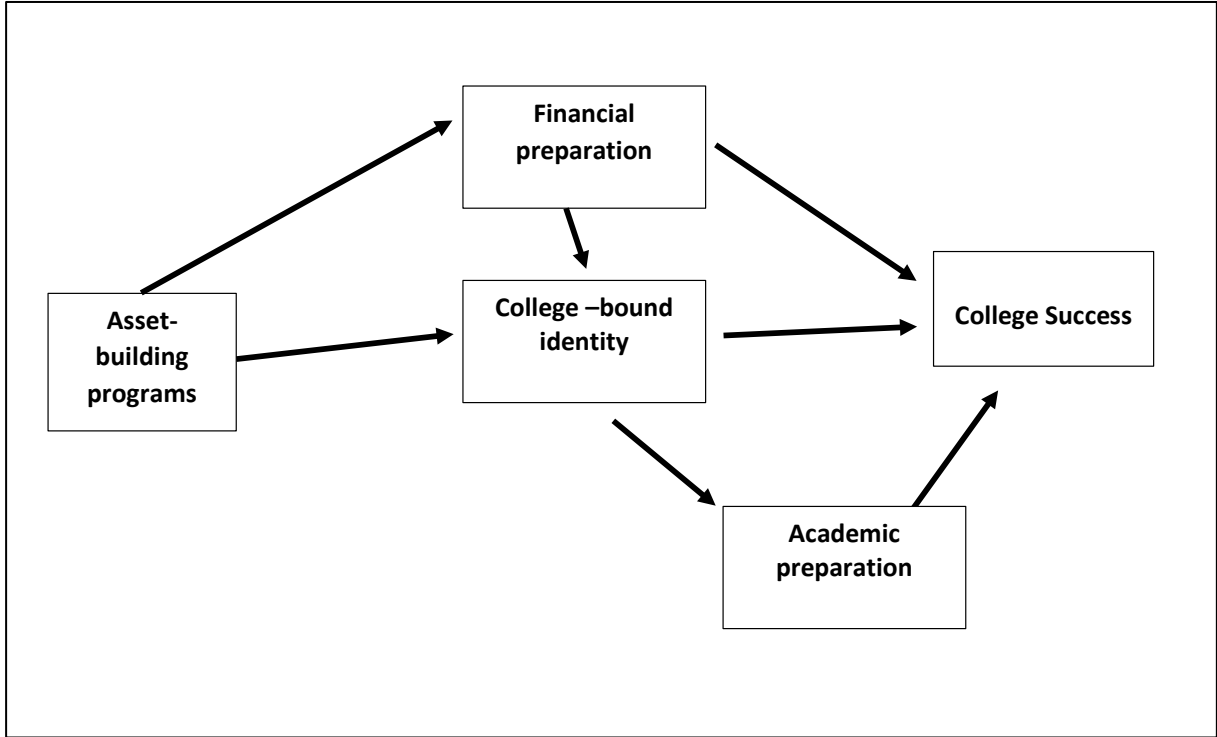 Financial
preparation
College –bound
identity
Asset-
building
programs
College Success
Academic
preparation